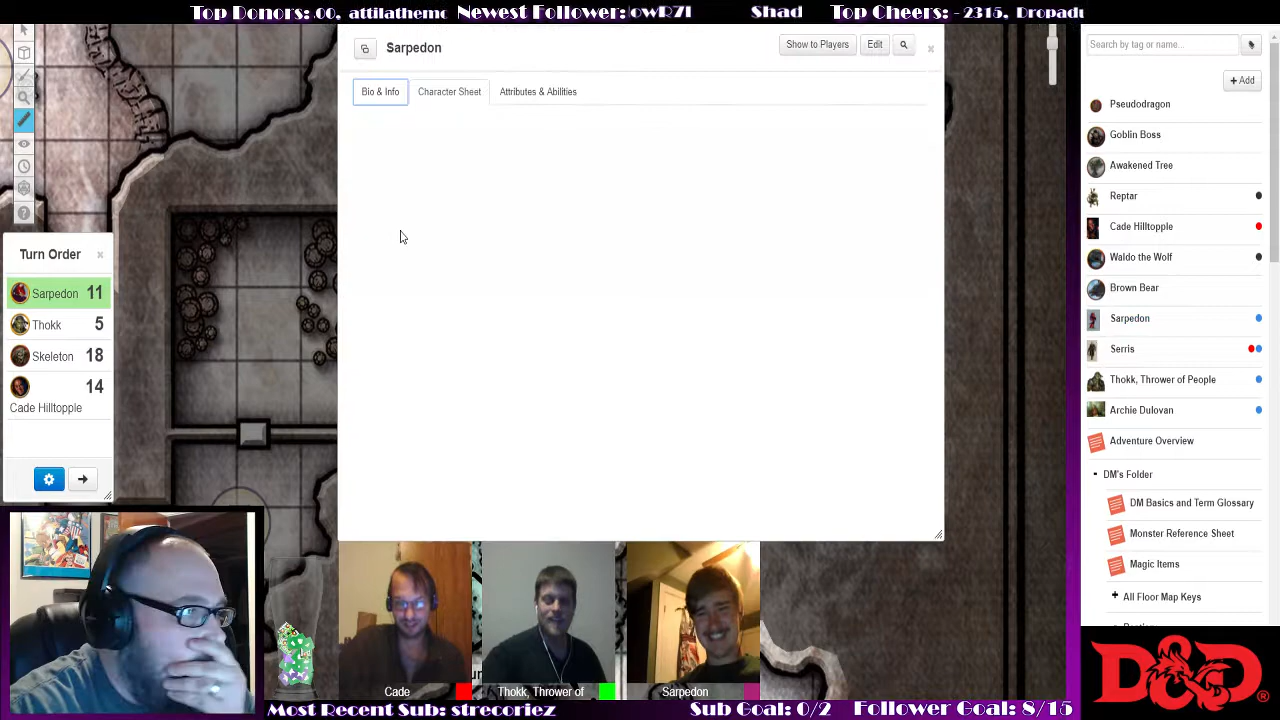 Top Donors: .00, attilathemo
Newest Follower: lowR7I
Shad
Top Cheers: - 2315, Dropadu
Sarpedon
Show to Players
Edit
Bio & Info
Character Sheet
Attributes & Abilities
Search by tag or name...
+ Add
Pseudodragon
Goblin Boss
Awakened Tree
Reptar
Cade Hilltopple
Waldo the Wolf
Brown Bear
Sarpedon
Serris
Thokk, Thrower of People
Archie Dulovan
Adventure Overview
- DM's Folder
DM Basics and Term Glossary
Monster Reference Sheet
Magic Items
+ All Floor Map Keys
Turn Order
Sarpedon 11
Thokk 5
Skeleton 18
14
Cade Hilltopple
Cade
Thokk, Thrower of
Sarpedon
D&D
Most Recent Sub: strecoriez
Sub Goal: 0/2
Follower Goal: 8/15